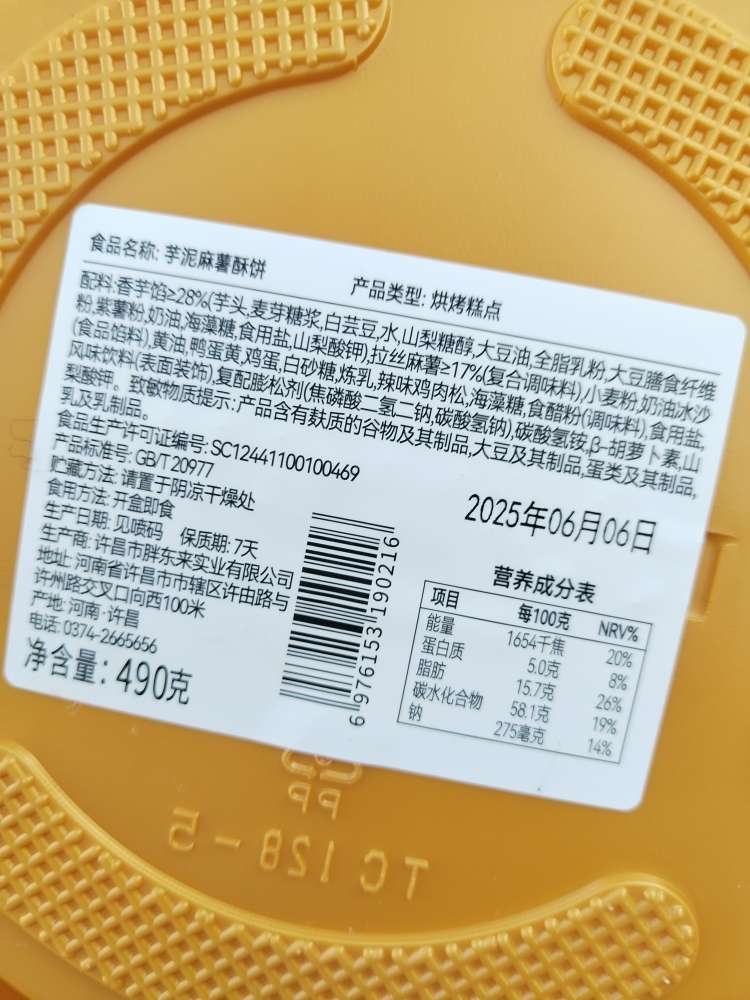 食品名称: 芋泥麻薯酥饼
产品类型: 烘烤糕点
配料:香芋馅≥28%(芋头,麦芽糖浆,白芸豆,水,山梨糖醇,大豆油,全脂乳粉,大豆膳食纤维
粉,紫薯粉,奶油,海藻糖,食用盐,山梨酸钾),拉丝麻薯≥17%(复合调味料),小麦粉,奶油冰沙
(食品馅料),黄油,鸭蛋黄,鸡蛋,白砂糖,炼乳,辣味鸡肉松,海藻糖,食醋粉(调味料),食用盐,
风味饮料(表面装饰),复配膨松剂(焦磷酸二氢二钠,碳酸氢钠),碳酸氢铵,β-胡萝卜素,山
梨酸钾。致敏物质提示:产品含有麸质的谷物及其制品,大豆及其制品,蛋类及其制品,
乳及乳制品。
食品生产许可证编号: SC12441100100469
产品标准号: GB/T 20977
贮藏方法: 请置于阴凉干燥处
食用方法: 开盒即食
生产日期: 见喷码 保质期: 7天
生产商: 许昌市胖东来实业有限公司
地址: 河南省许昌市市辖区许由路与
许州路交叉口向西100米
产地: 河南·许昌
电话: 0374-2665656
净含量: 490克
6 976153 190216
2025年06月06日
营养成分表
项目 每100克 NRV%
能量 1654千焦 20%
蛋白质 5.0克 8%
脂肪 15.7克 26%
碳水化合物 58.1克 19%
钠 275毫克 14%
PP
TC 128-5